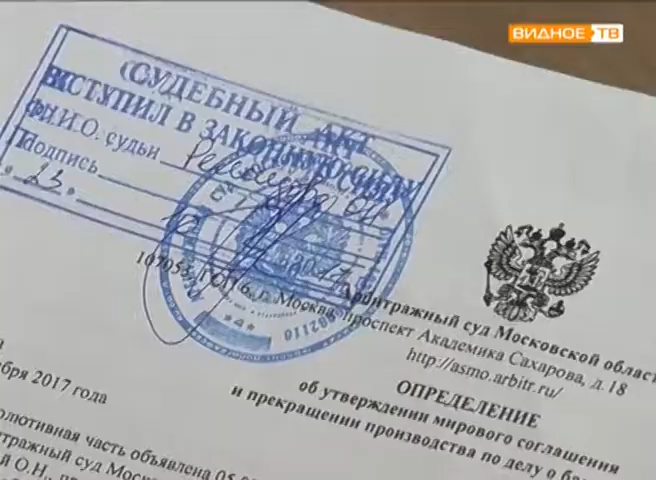 ВИДНОЕ ТВ
СУДЕБНЫЙ АКТ
ВСТУПИЛ В ЗАКОННУЮ СИЛУ
Ф.И.О. судьи
Подпись
23
Арбитражный суд Московской област
107053, ГСП 6, г. Москва, проспект Академика Сахарова, д.18
http://asmo.arbitr.ru/
ОПРЕДЕЛЕНИЕ
об утверждении мирового соглашения
и прекращении производства по делу о ба
бря 2017 года
олютивная часть объявлена 05
тражный суд Моск
й О.Н., п